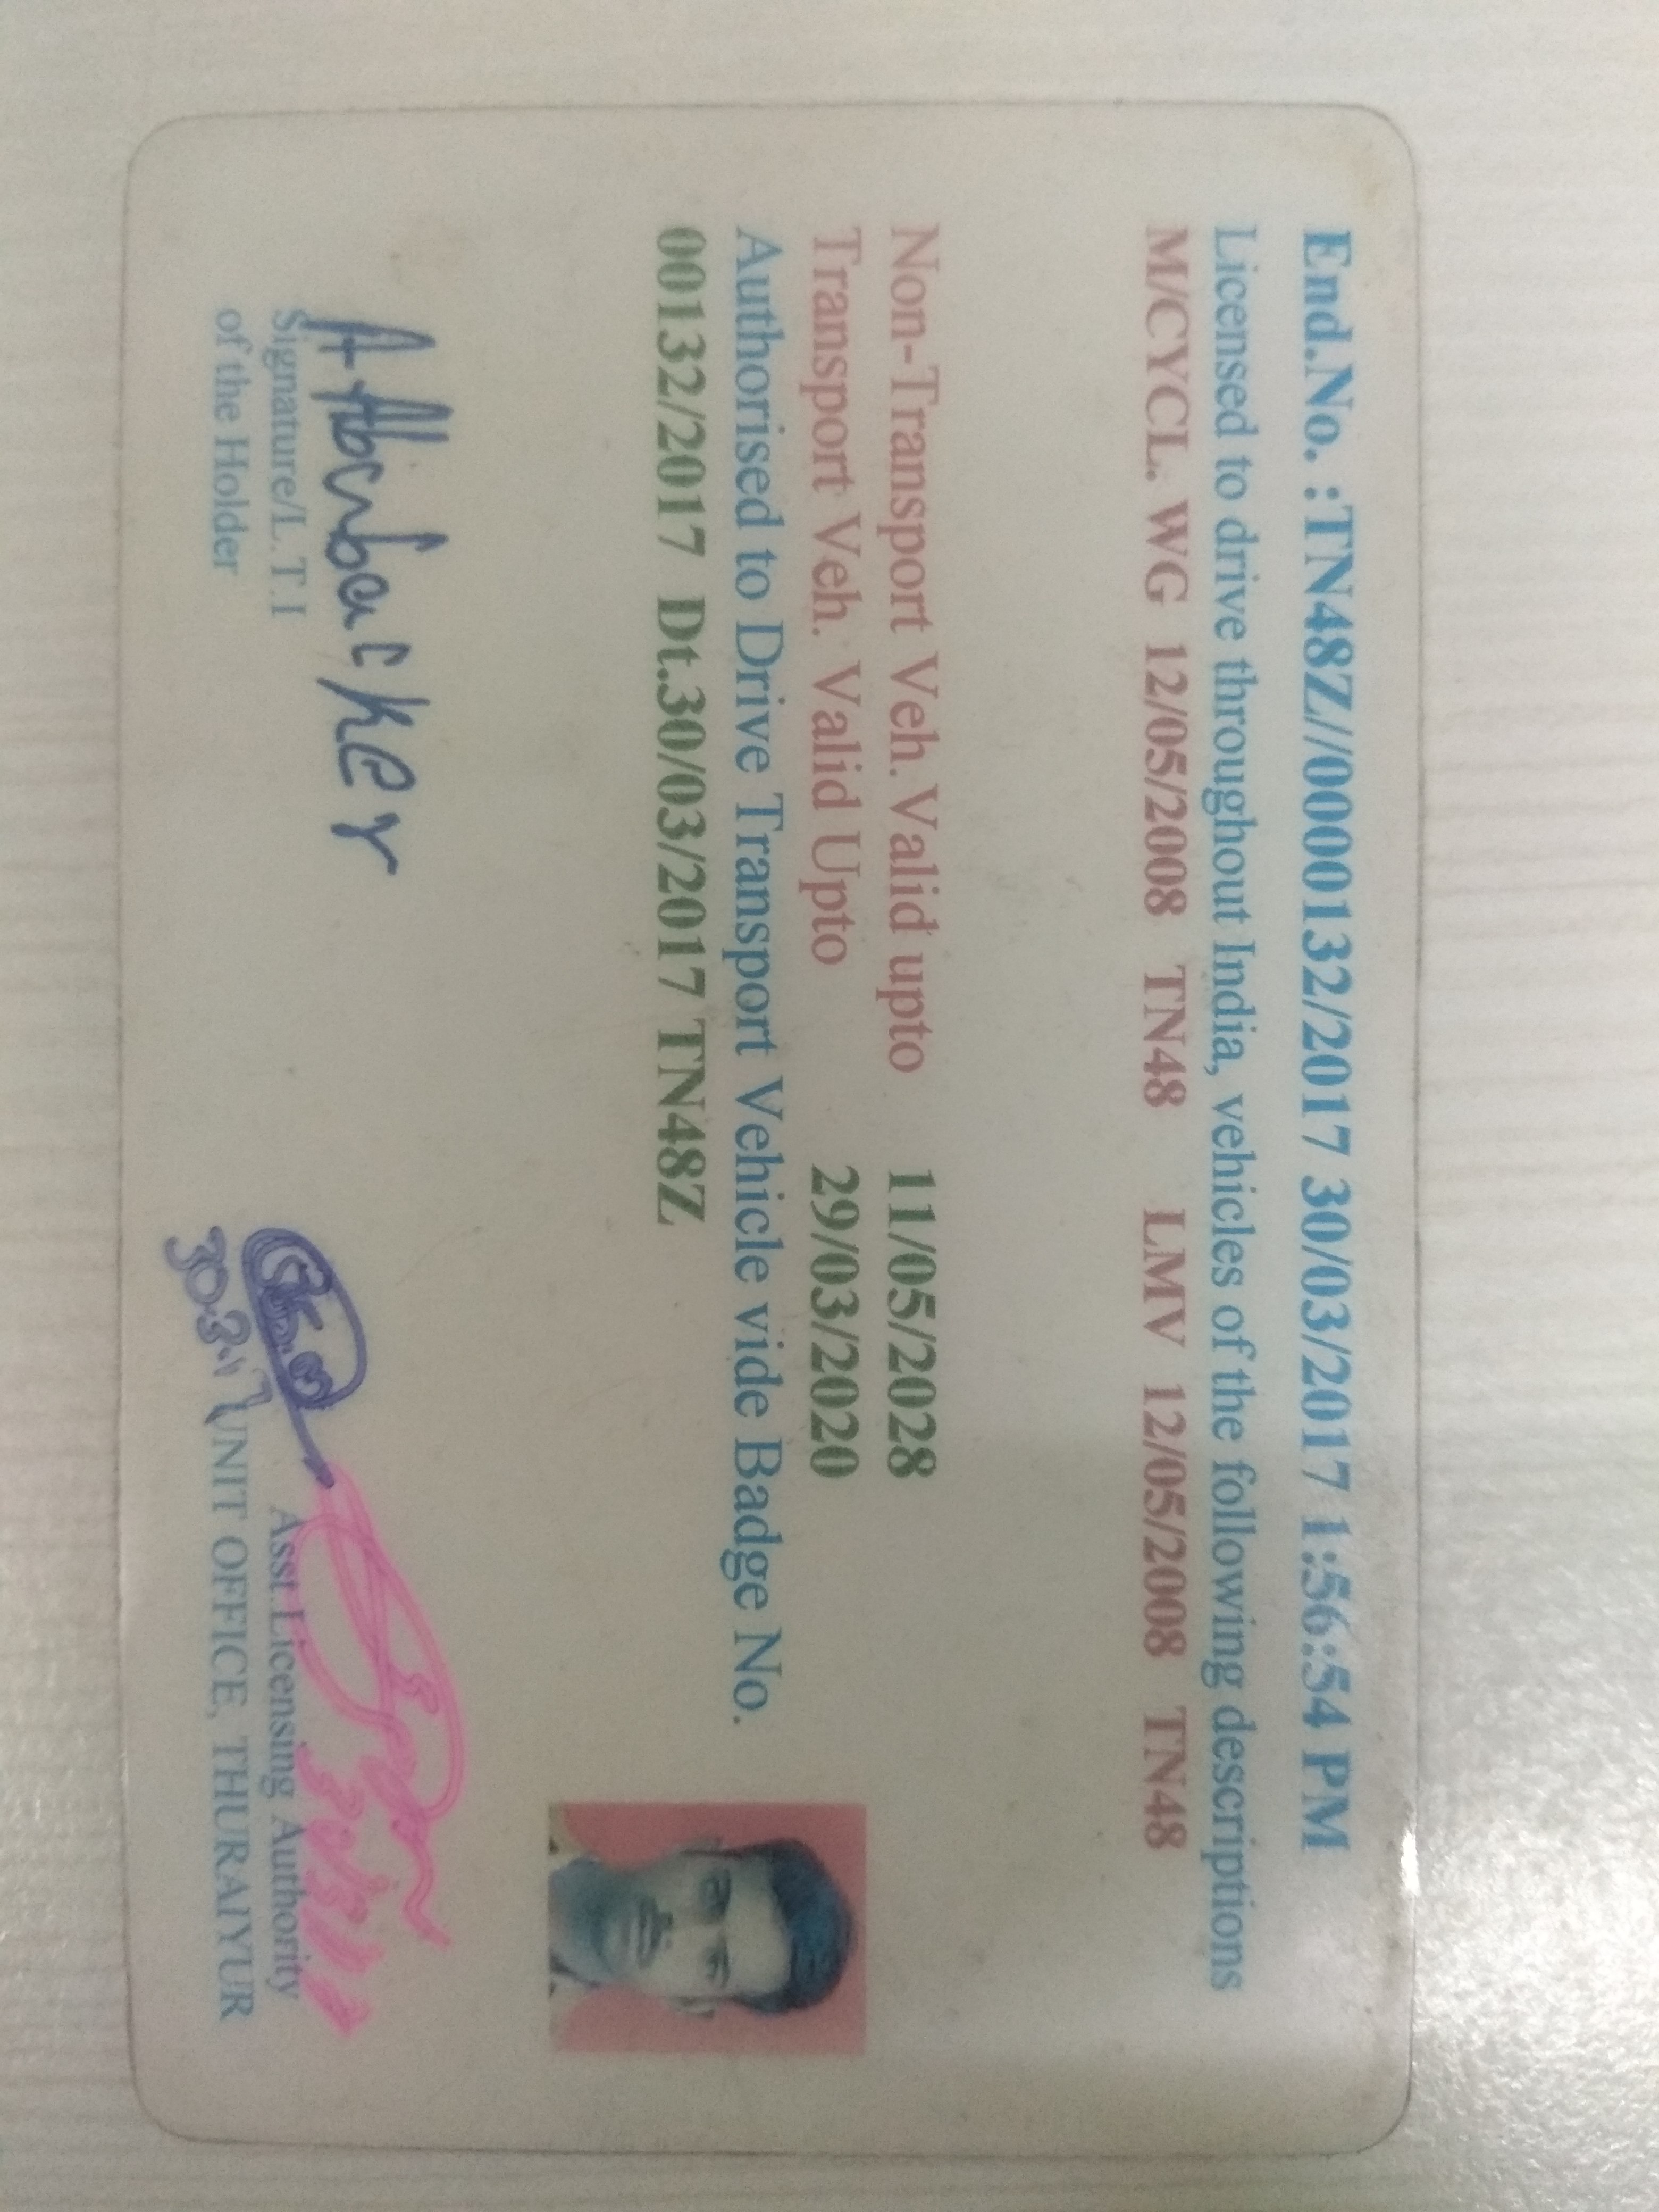 End.No. :TN48Z//0000132/2017 30/03/2017 1:56:54 PM
Licensed to drive throughout India, vehicles of the following descriptions
M/CYCL. WG 12/05/2008 TN48 LMV 12/05/2008 TN48
Non-Transport Veh.Valid upto 11/05/2028
Transport Veh. Valid Upto 29/03/2020
Authorised to Drive Transport Vehicle vide Badge No.
00132/2017 Dt.30/03/2017 TN48Z
A. Abcubacker
Signature/L.T.I
of the Holder
Asst.Licensing Authority
UNIT OFFICE, THURAIYUR